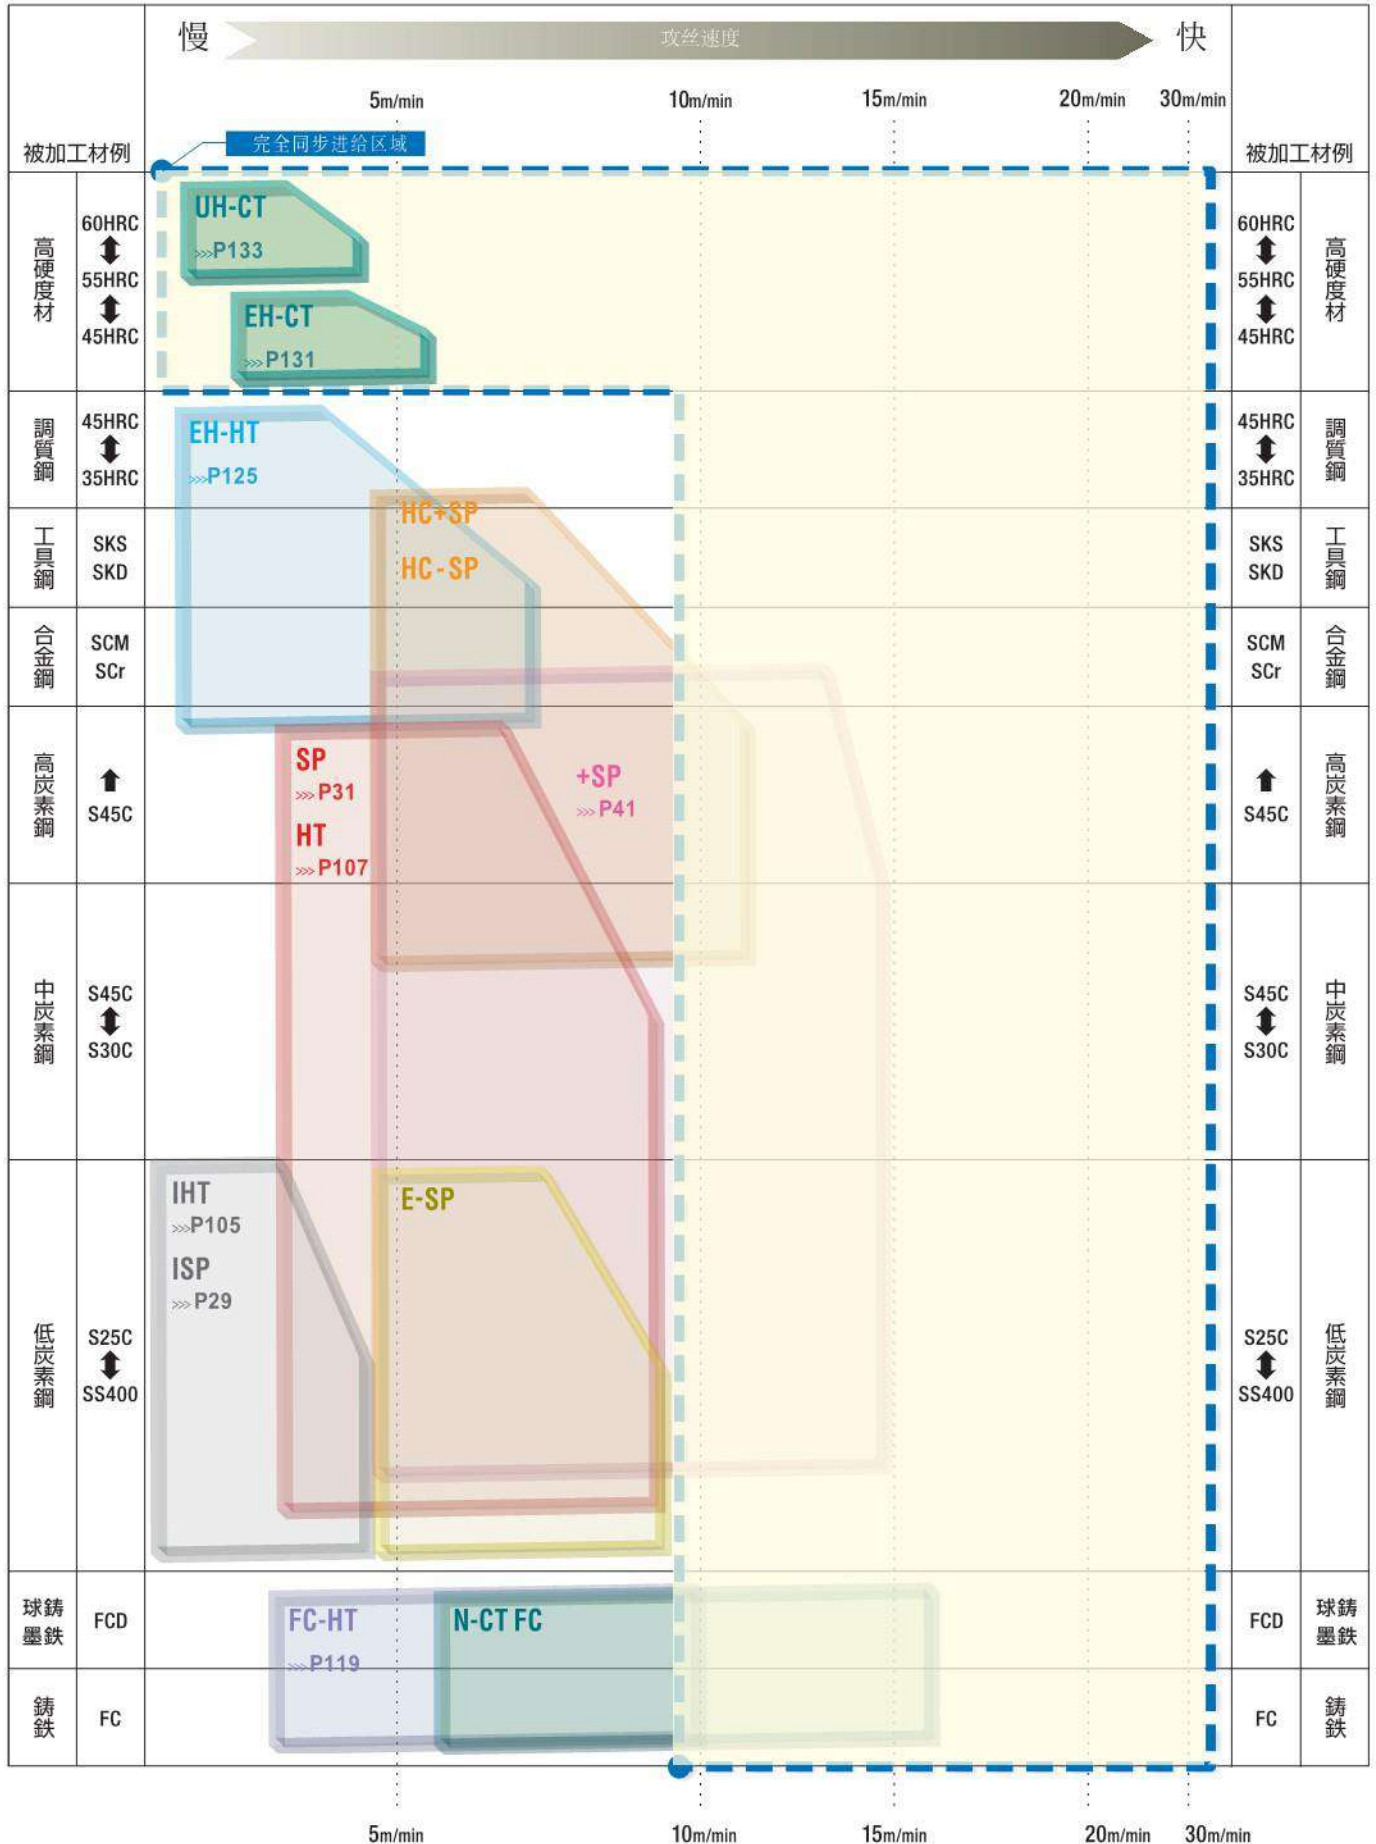 慢 攻丝速度 快
5m/min 10m/min 15m/min 20m/min 30m/min
完全同步进给区域
被加工材例 被加工材例
高硬度材 60HRC 55HRC 45HRC
UH-CT
>>>P133
EH-CT
>>>P131
60HRC 55HRC 45HRC 高硬度材
調質鋼 45HRC 35HRC
EH-HT
>>>P125
45HRC 35HRC 調質鋼
HC+SP
HC-SP
工具鋼 SKS SKD
SKS SKD 工具鋼
合金鋼 SCM SCr
SCM SCr 合金鋼
高炭素鋼 S45C
SP
>>>P31
HT
>>>P107
+SP
>>>P41
S45C 高炭素鋼
中炭素鋼 S45C S30C
S45C S30C 中炭素鋼
低炭素鋼 S25C SS400
IHT
>>>P105
ISP
>>>P29
E-SP
S25C SS400 低炭素鋼
球鋳墨鉄 FCD
FC-HT
>>>P119
N-CT FC
FCD 球鋳墨鉄
鋳鉄 FC
FC 鋳鉄
5m/min 10m/min 15m/min 20m/min 30m/min